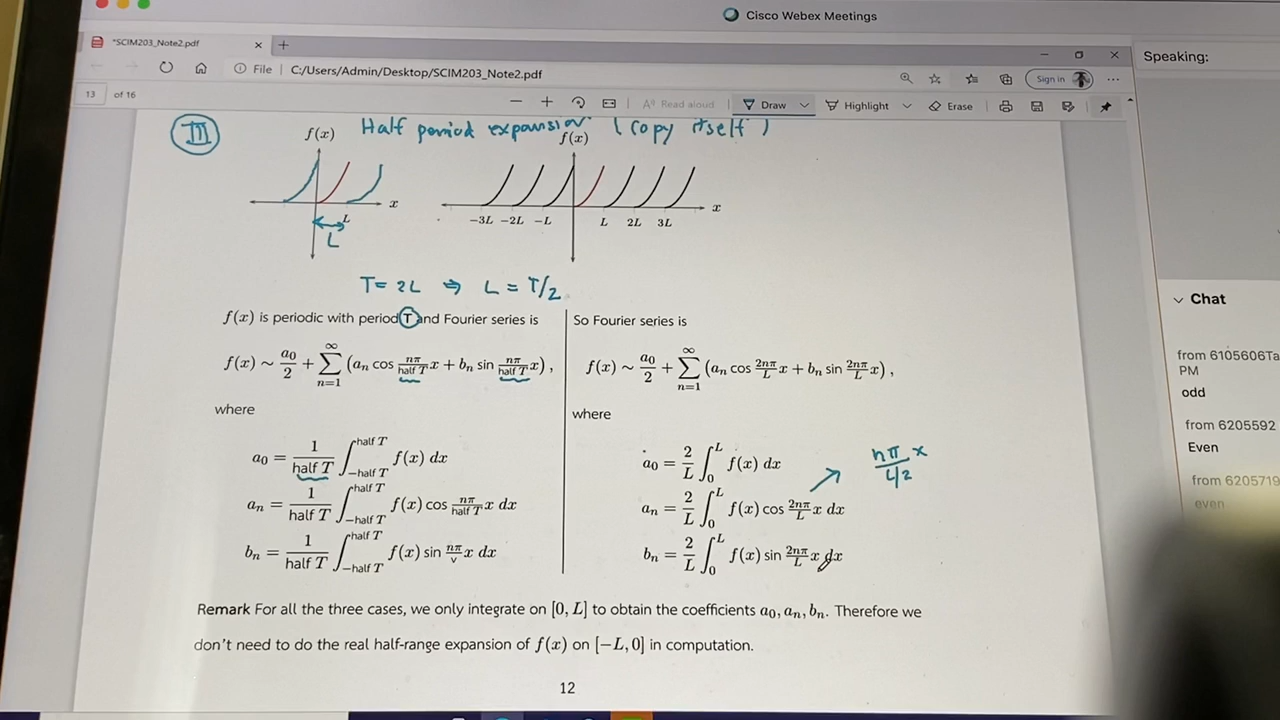 Cisco Webex Meetings
*SCIM203_Note2.pdf
File | C:/Users/Admin/Desktop/SCIM203_Note2.pdf
Sign in
Speaking:
13 of 16
Read aloud
Draw
Highlight
Erase
III
Half period expansion (copy itself)
f(x)
f(x)
x
x
L
−3L −2L −L L 2L 3L
L
T = 2L ⇒ L = T/2
f(x) is periodic with period T and Fourier series is
f(x) ∼ a₀/2 + ∑_{n=1}^{∞} (aₙ cos nπ/half T x + bₙ sin nπ/half T x),
where
a₀ = 1/half T ∫_{−half T}^{half T} f(x) dx
aₙ = 1/half T ∫_{−half T}^{half T} f(x) cos nπ/half T x dx
bₙ = 1/half T ∫_{−half T}^{half T} f(x) sin nπ/v x dx
So Fourier series is
f(x) ∼ a₀/2 + ∑_{n=1}^{∞} (aₙ cos 2nπ/L x + bₙ sin 2nπ/L x),
where
a₀ = 2/L ∫_0^L f(x) dx
aₙ = 2/L ∫_0^L f(x) cos 2nπ/L x dx
bₙ = 2/L ∫_0^L f(x) sin 2nπ/L x dx
nπ/L/2 x
Remark For all the three cases, we only integrate on [0, L] to obtain the coefficients a₀, aₙ, bₙ. Therefore we
don't need to do the real half-range expansion of f(x) on [−L, 0] in computation.
12
Chat
from 6105606Ta
PM
odd
from 6205592
Even
from 6205719
even